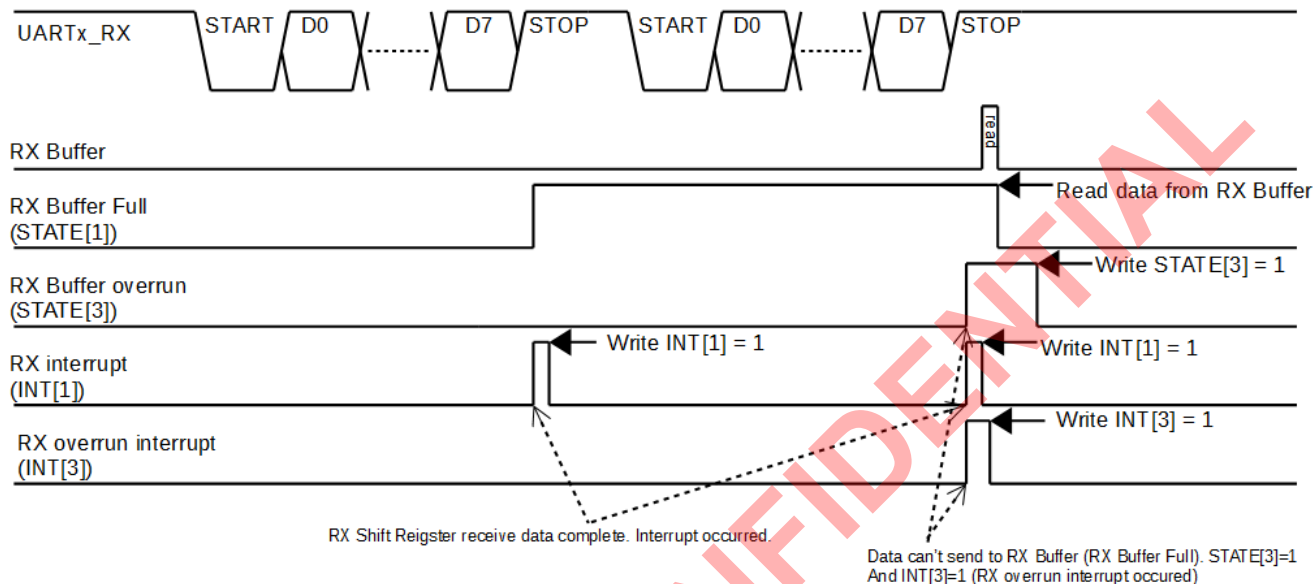 UARTx_RX
START D0 D7 STOP START D0 D7 STOP
read
RX Buffer
Read data from RX Buffer
RX Buffer Full
(STATE[1])
Write STATE[3] = 1
RX Buffer overrun
(STATE[3])
Write INT[1] = 1
Write INT[1] = 1
RX interrupt
(INT[1])
Write INT[3] = 1
RX overrun interrupt
(INT[3])
RX Shift Reigster receive data complete. Interrupt occurred.
Data can't send to RX Buffer (RX Buffer Full). STATE[3]=1
And INT[3]=1 (RX overrun interrupt occured)
NFIDENTIAL